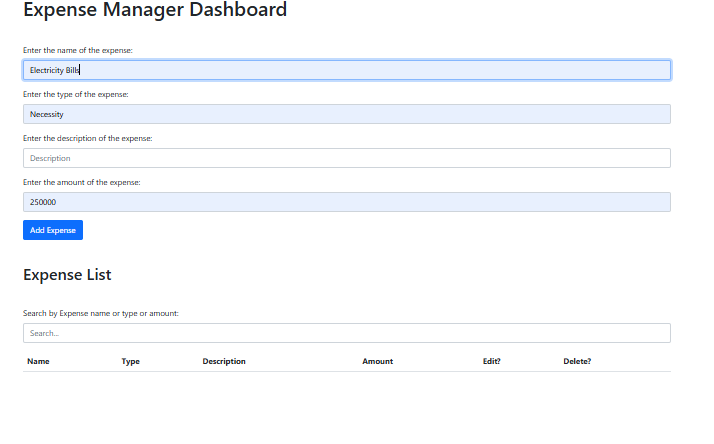 Expense Manager Dashboard
Enter the name of the expense:
Electricity Bills
Enter the type of the expense:
Necessity
Enter the description of the expense:
Description
Enter the amount of the expense:
250000
Add Expense
Expense List
Search by Expense name or type or amount:
Search...
Name Type Description Amount Edit? Delete?